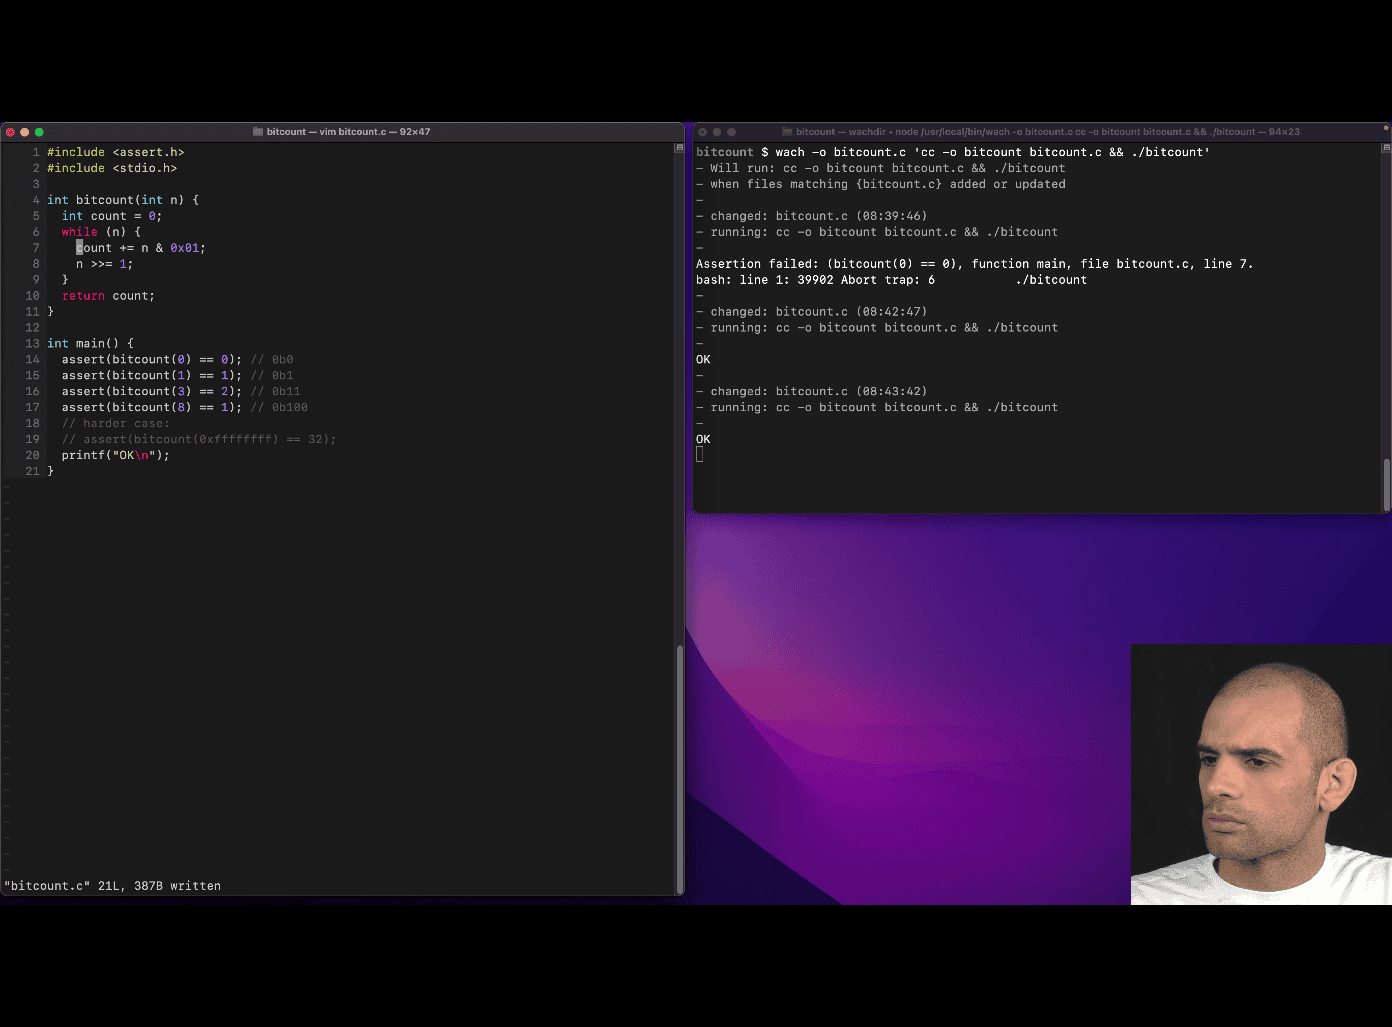 bitcount — vim bitcount.c — 92×47
1 #include <assert.h>
2 #include <stdio.h>
3
4 int bitcount(int n) {
5   int count = 0;
6   while (n) {
7     count += n & 0x01;
8     n >>= 1;
9   }
10   return count;
11 }
12
13 int main() {
14   assert(bitcount(0) == 0); // 0b0
15   assert(bitcount(1) == 1); // 0b1
16   assert(bitcount(3) == 2); // 0b11
17   assert(bitcount(8) == 1); // 0b100
18   // harder case:
19   // assert(bitcount(0xffffffff) == 32);
20   printf("OK\n");
21 }
"bitcount.c" 21L, 387B written
bitcount — wachdir • node /usr/local/bin/wach -o bitcount.c cc -o bitcount bitcount.c && ./bitcount — 94×23
bitcount $ wach -o bitcount.c 'cc -o bitcount bitcount.c && ./bitcount'
- Will run: cc -o bitcount bitcount.c && ./bitcount
- when files matching {bitcount.c} added or updated
-
- changed: bitcount.c (08:39:46)
- running: cc -o bitcount bitcount.c && ./bitcount
-
Assertion failed: (bitcount(0) == 0), function main, file bitcount.c, line 7.
bash: line 1: 39902 Abort trap: 6           ./bitcount
-
- changed: bitcount.c (08:42:47)
- running: cc -o bitcount bitcount.c && ./bitcount
-
OK
-
- changed: bitcount.c (08:43:42)
- running: cc -o bitcount bitcount.c && ./bitcount
-
OK